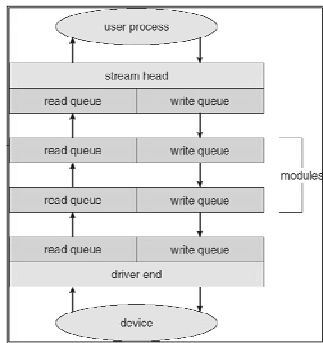 user process
stream head
read queue write queue
read queue write queue
modules
read queue write queue
read queue write queue
driver end
device